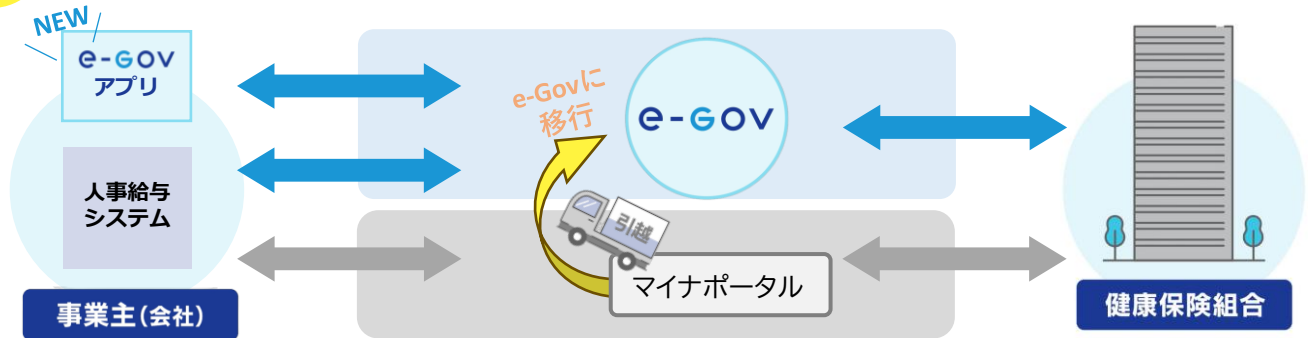 NEW
e-Gov
アプリ
人事給与
システム
事業主(会社)
e-Govに
移行
e-Gov
引越
マイナポータル
健康保険組合